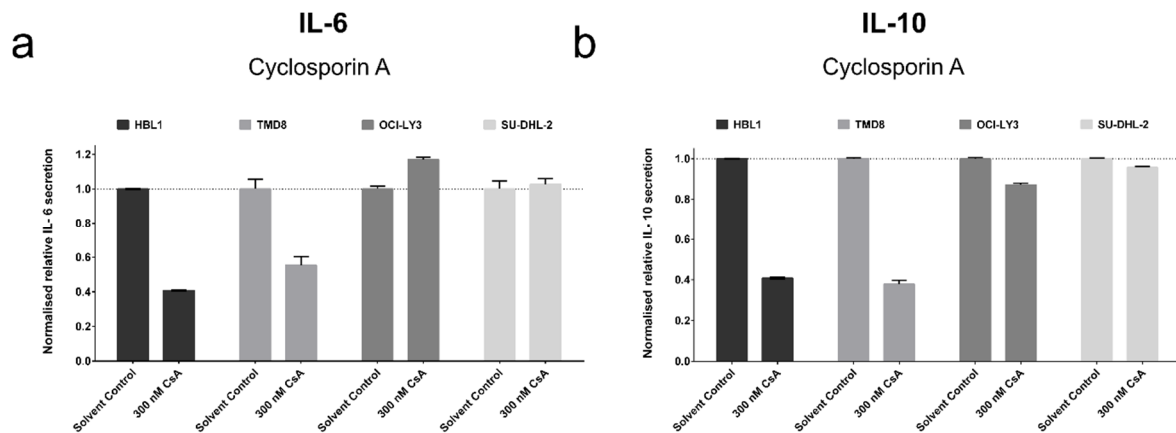 a
IL-6
Cyclosporin A
HBL1 TMD8 OCI-LY3 SU-DHL-2
Normalised relative IL- 6 secretion
1.2
1.0
0.8
0.6
0.4
0.2
0.0
Solvent Control
300 nM CsA
Solvent Control
300 nM CsA
Solvent Control
300 nM CsA
Solvent Control
300 nM CsA
b
IL-10
Cyclosporin A
HBL1 TMD8 OCI-LY3 SU-DHL-2
Normalised relative IL- 10 secretion
1.0
0.8
0.6
0.4
0.2
0.0
Solvent Control
300 nM CsA
Solvent Control
300 nM CsA
Solvent Control
300 nM CsA
Solvent Control
300 nM CsA